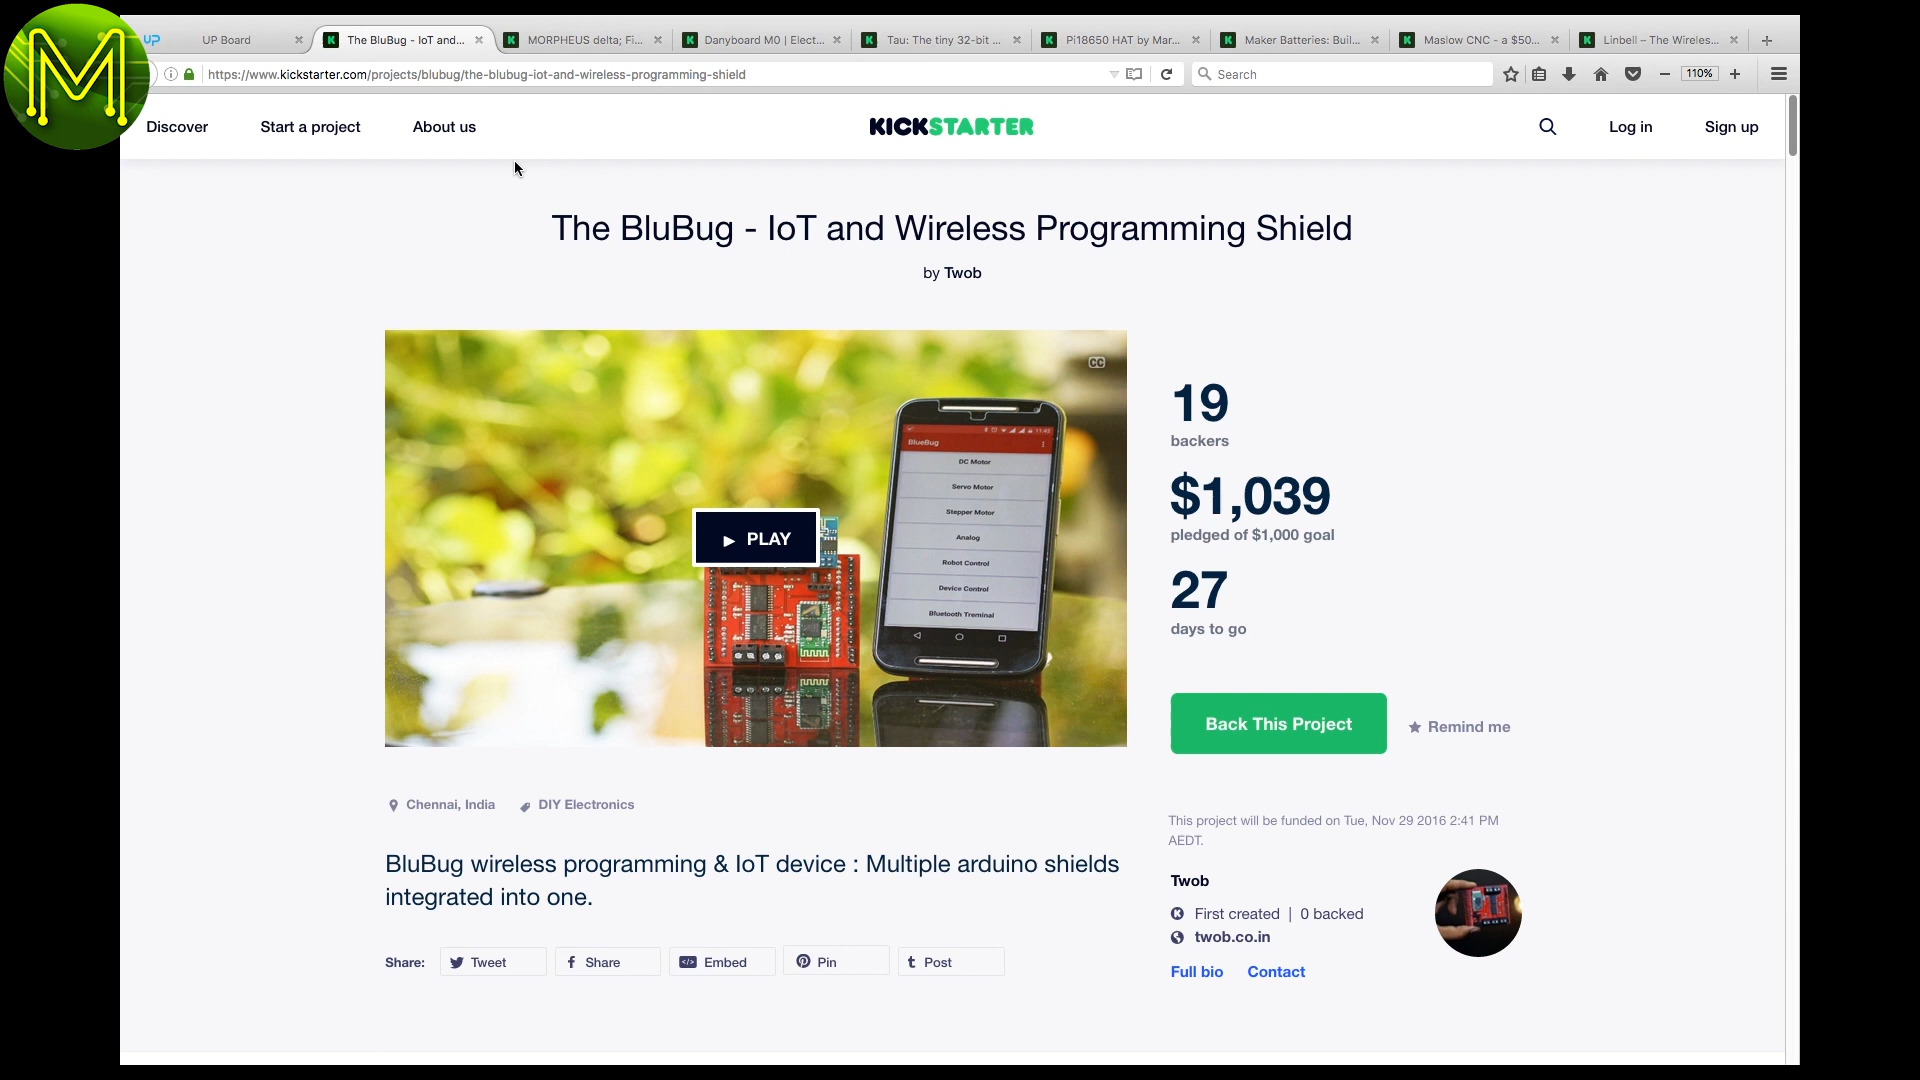 M
UP UP Board
The BluBug - IoT and...
MORPHEUS delta; Fi...
Danyboard M0 | Elect...
Tau: The tiny 32-bit ...
Pi18650 HAT by Mar...
Maker Batteries: Buil...
Maslow CNC - a $50...
Linbell – The Wireles...
https://www.kickstarter.com/projects/blubug/the-blubug-iot-and-wireless-programming-shield
Search
110%
Discover
Start a project
About us
KICKSTARTER
Log in
Sign up
The BluBug - IoT and Wireless Programming Shield
by Twob
CC
BlueBug
11:43
DC Motor
Servo Motor
Stepper Motor
Analog
Robot Control
Device Control
Bluetooth Treminal
PLAY
19
backers
$1,039
pledged of $1,000 goal
27
days to go
Back This Project
Remind me
Chennai, India
DIY Electronics
This project will be funded on Tue, Nov 29 2016 2:41 PM
AEDT.
BluBug wireless programming & IoT device : Multiple arduino shields
integrated into one.
Twob
First created | 0 backed
twob.co.in
Full bio
Contact
Share:
Tweet
Share
Embed
Pin
Post